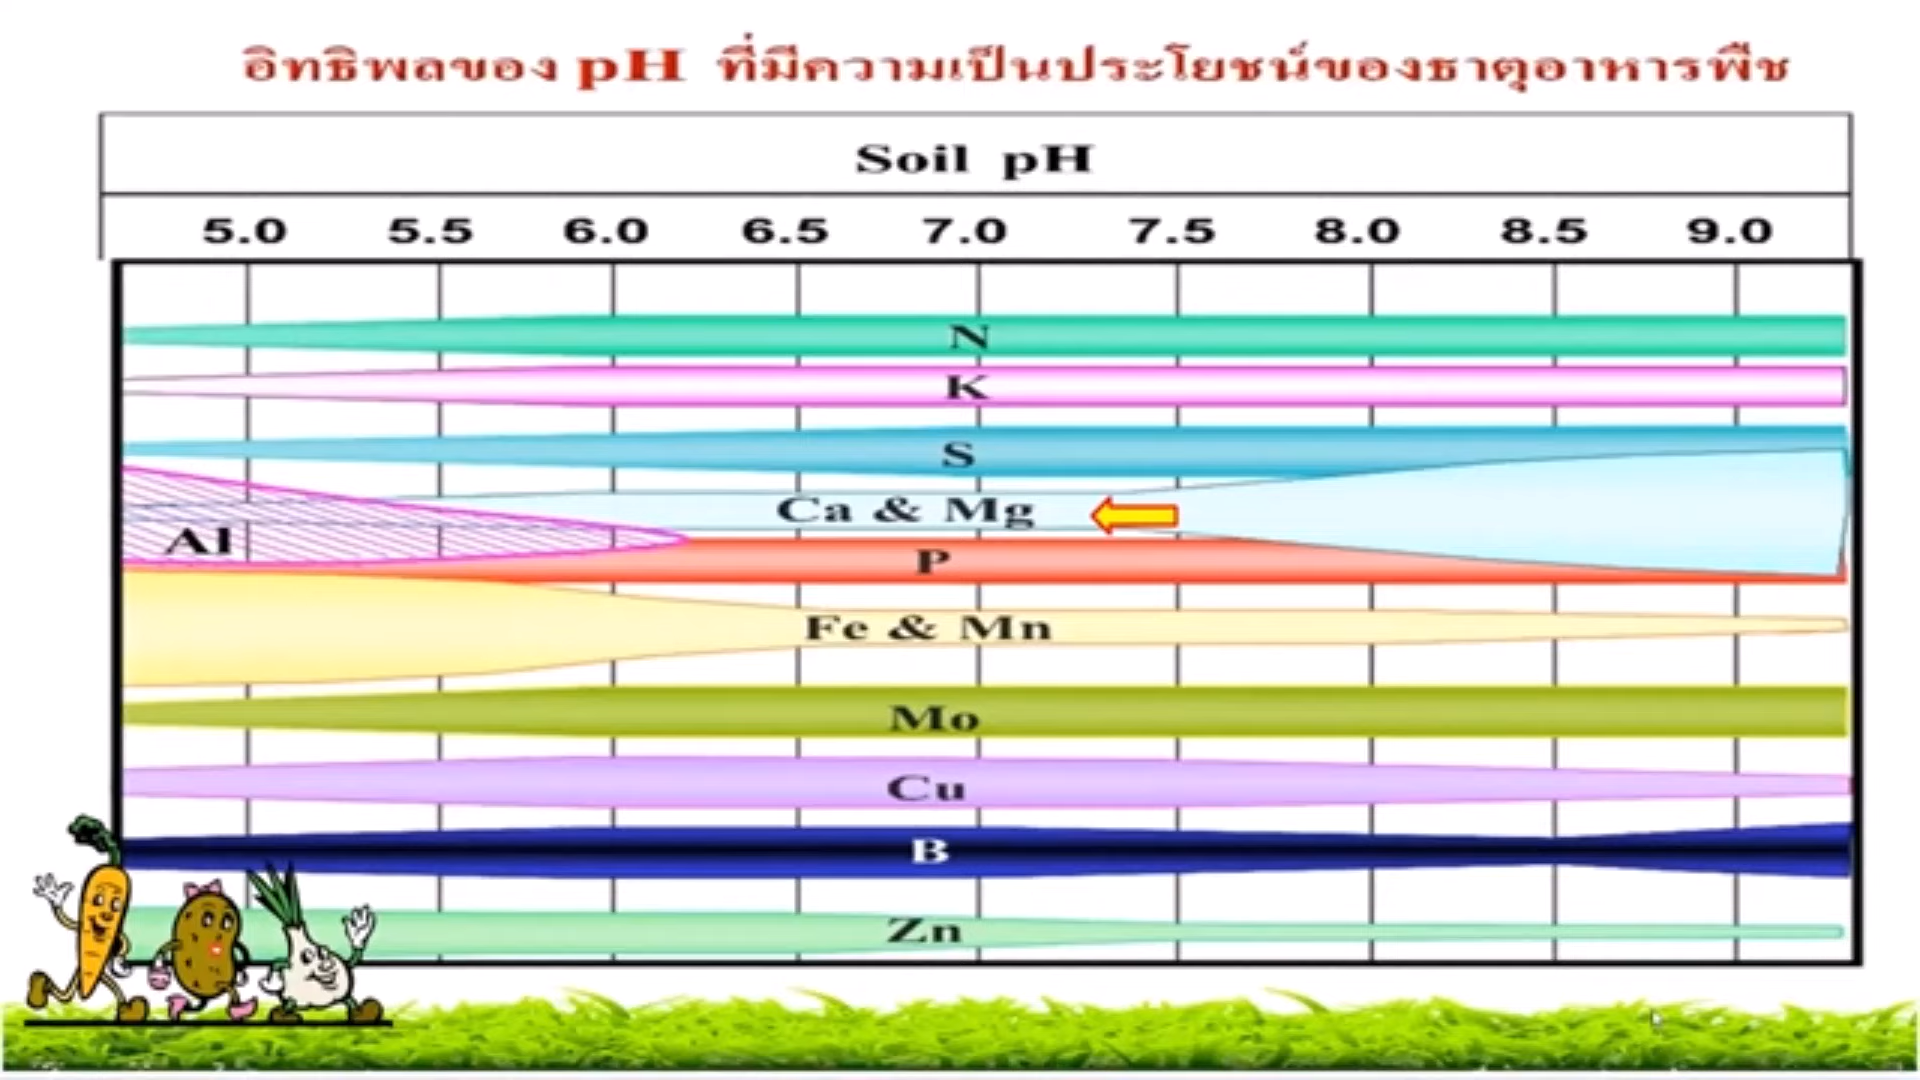 อิทธิพลของ pH ที่มีความเป็นประโยชน์ของธาตุอาหารพืช
Soil pH
5.0 5.5 6.0 6.5 7.0 7.5 8.0 8.5 9.0
N
K
S
Ca & Mg
Al
P
Fe & Mn
Mo
Cu
B
Zn